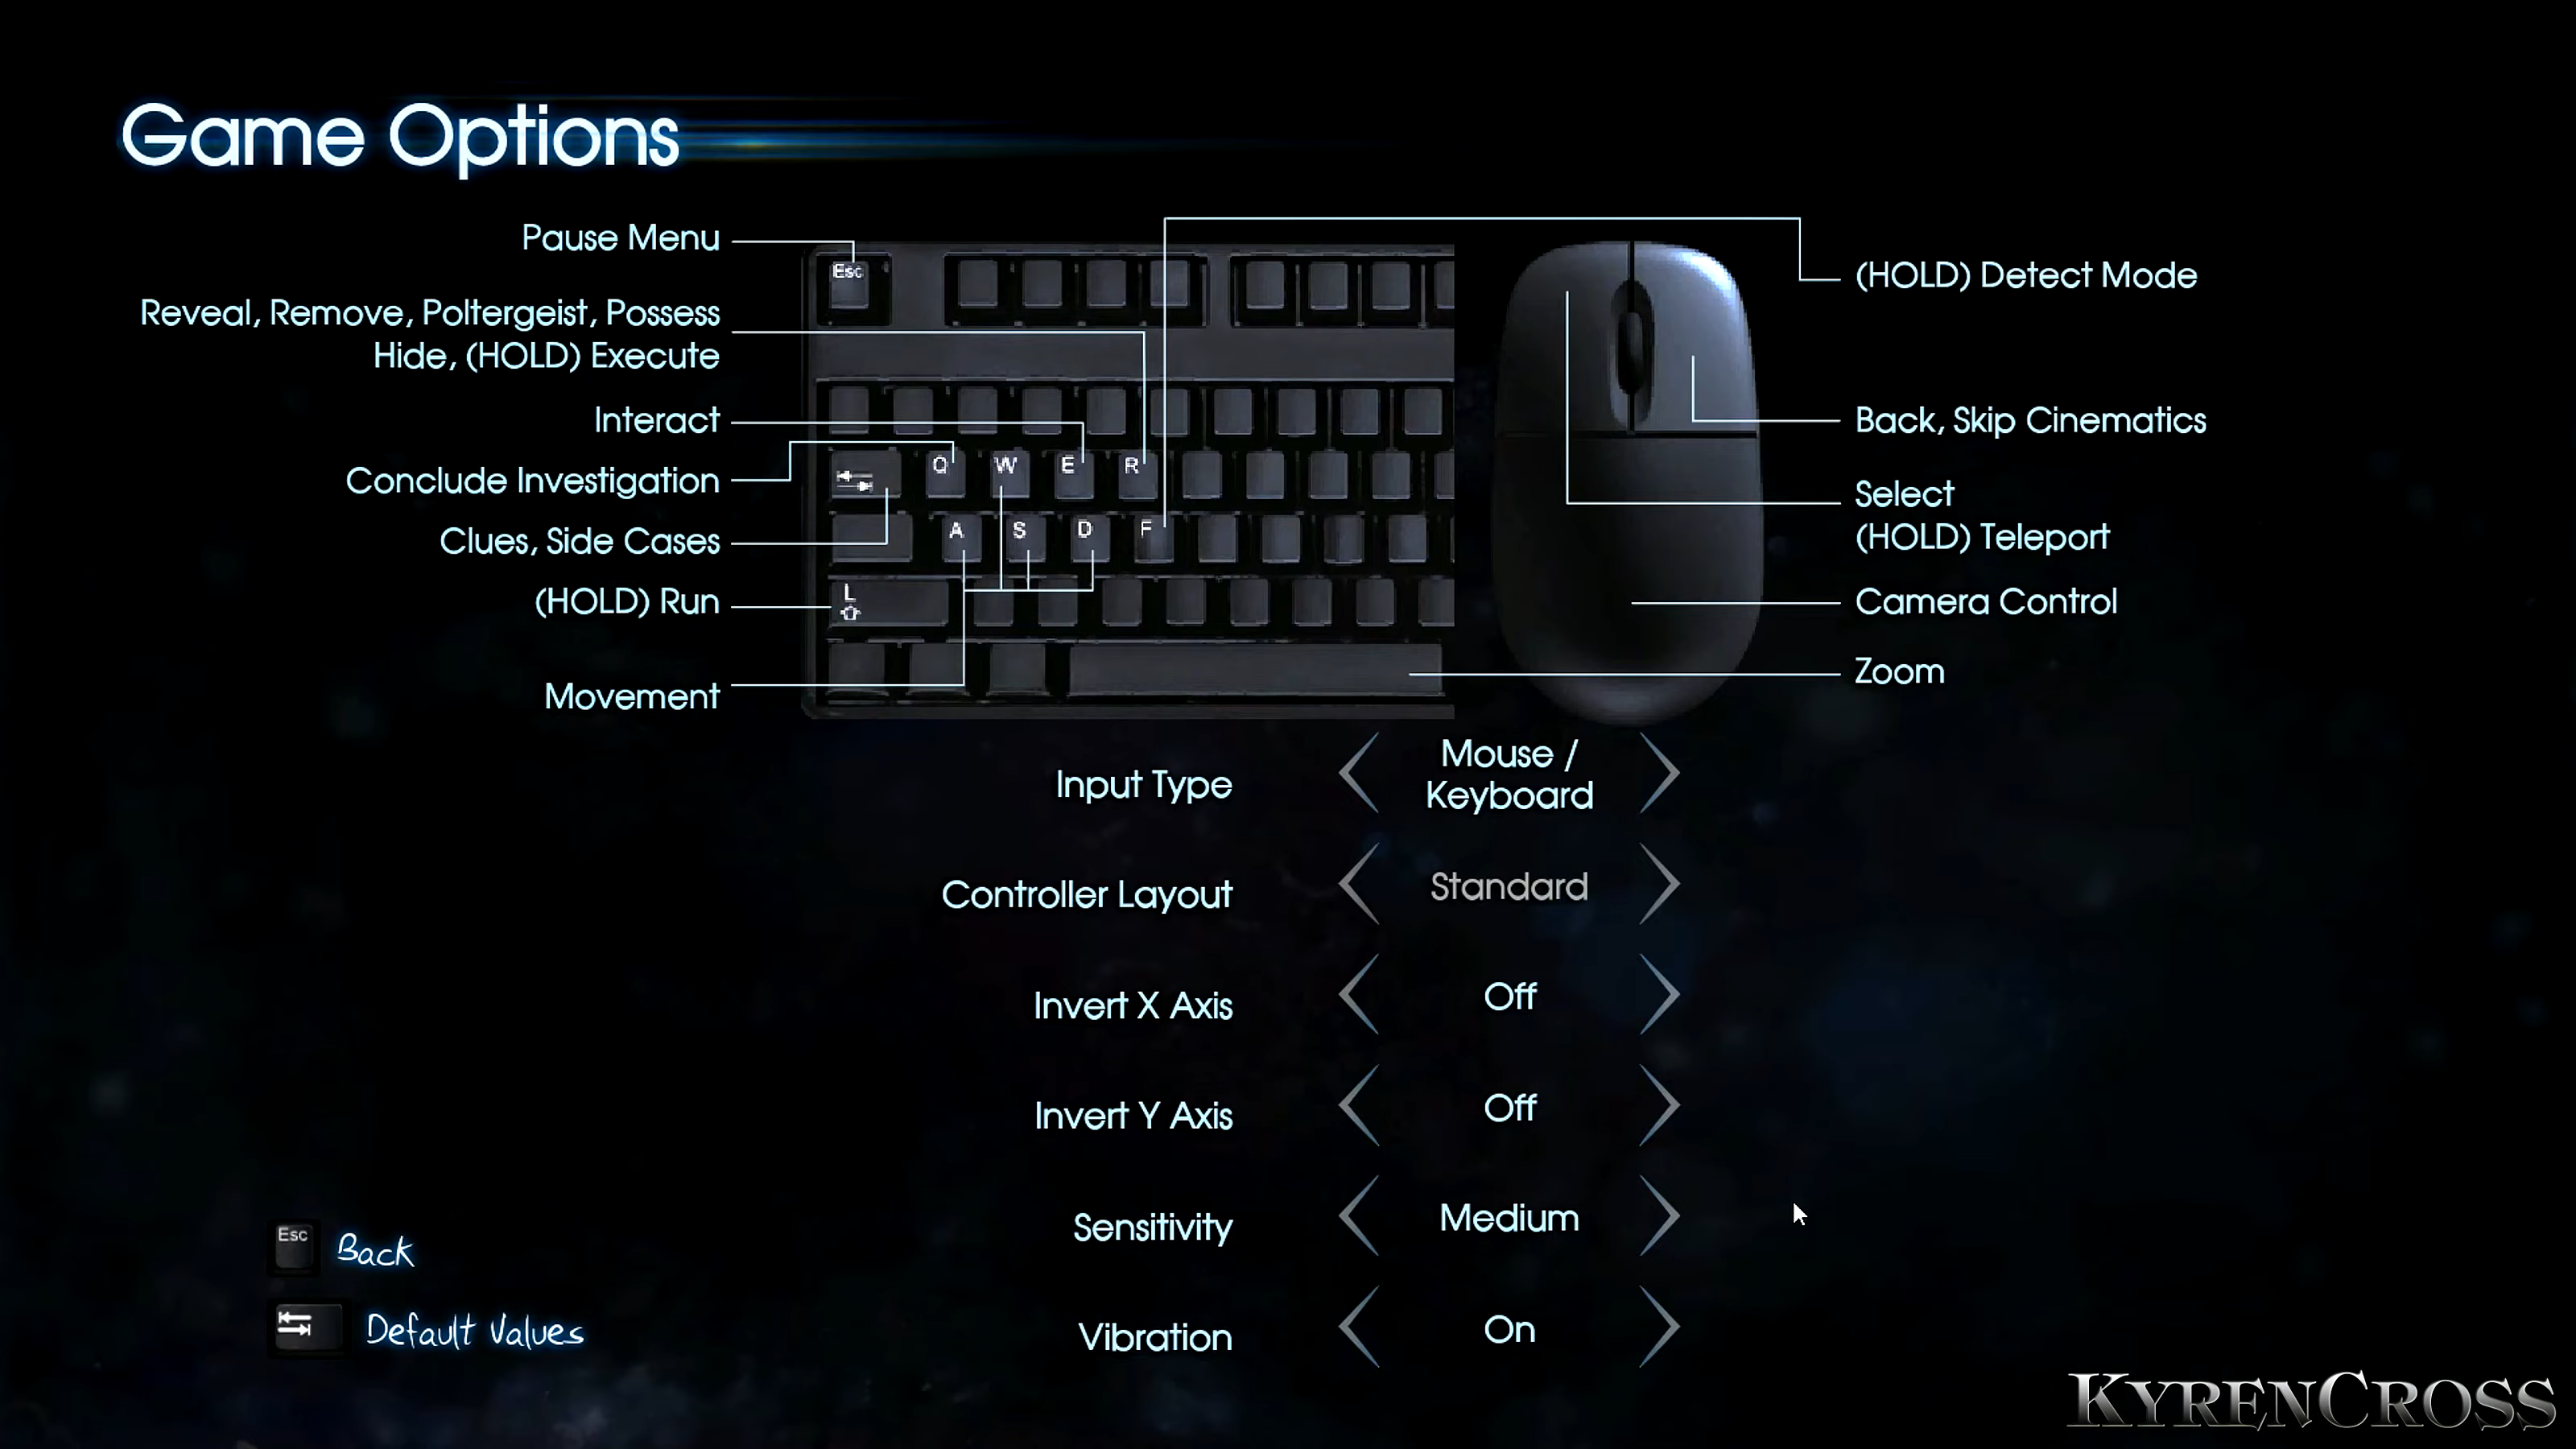 Game Options
Pause Menu
Reveal, Remove, Poltergeist, Possess
Hide, (HOLD) Execute
Interact
Conclude Investigation
Clues, Side Cases
(HOLD) Run
Movement
Esc
Q W E R
A S D F
L
(HOLD) Detect Mode
Back, Skip Cinematics
Select
(HOLD) Teleport
Camera Control
Zoom
Input Type
Mouse /
Keyboard
Controller Layout
Standard
Invert X Axis
Off
Invert Y Axis
Off
Sensitivity
Medium
Vibration
On
Esc Back
Default Values
KYRENCROSS